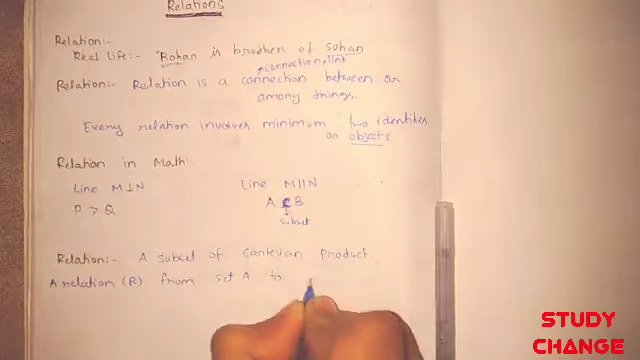 Relations
Relation:-
Real Life:- Rohan is brother of Suhan
connection, link
Relation:- Relation is a connection between or
among things.
Every relation involves minimum two identites
or objects
Relation in Math:
Line M⊥N
Line M||N
P > Q
A ⊂ B
subset
Relation:- A subset of Cartesian Product.
A relation (R) from set A to
STUDY
CHANGE